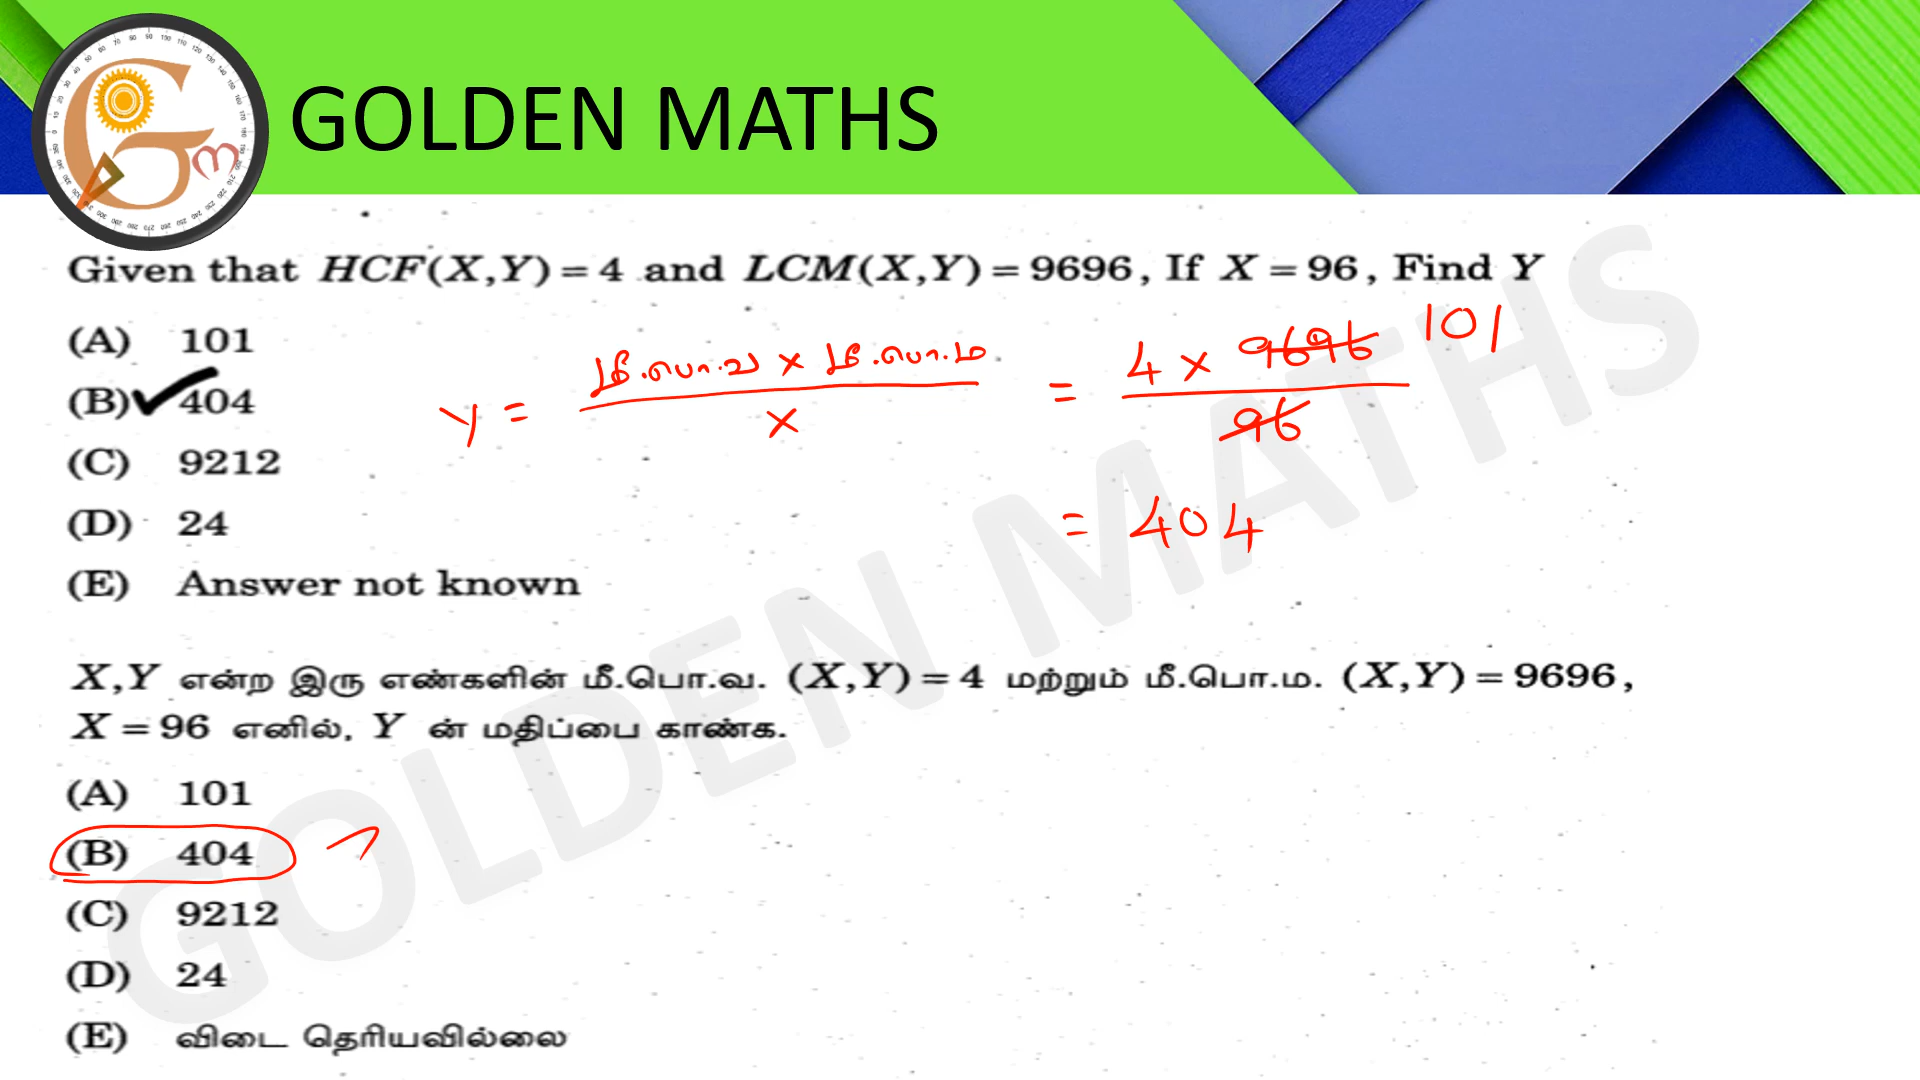 GOLDEN MATHS
Given that HCF(X,Y) = 4 and LCM(X,Y) = 9696, If X = 96, Find Y
(A) 101
(B) 404
(C) 9212
(D) 24
(E) Answer not known
Y = மீ.பொ.வ × மீ.பொ.ம. / X = 4 × 9696 101 / 96
= 404
X,Y என்ற இரு எண்களின் மீ.பொ.வ. (X,Y) = 4 மற்றும் மீ.பொ.ம. (X,Y) = 9696,
X = 96 எனில், Y ன் மதிப்பை காண்க.
(A) 101
(B) 404
(C) 9212
(D) 24
(E) விடை தெரியவில்லை
GOLDEN MATHS